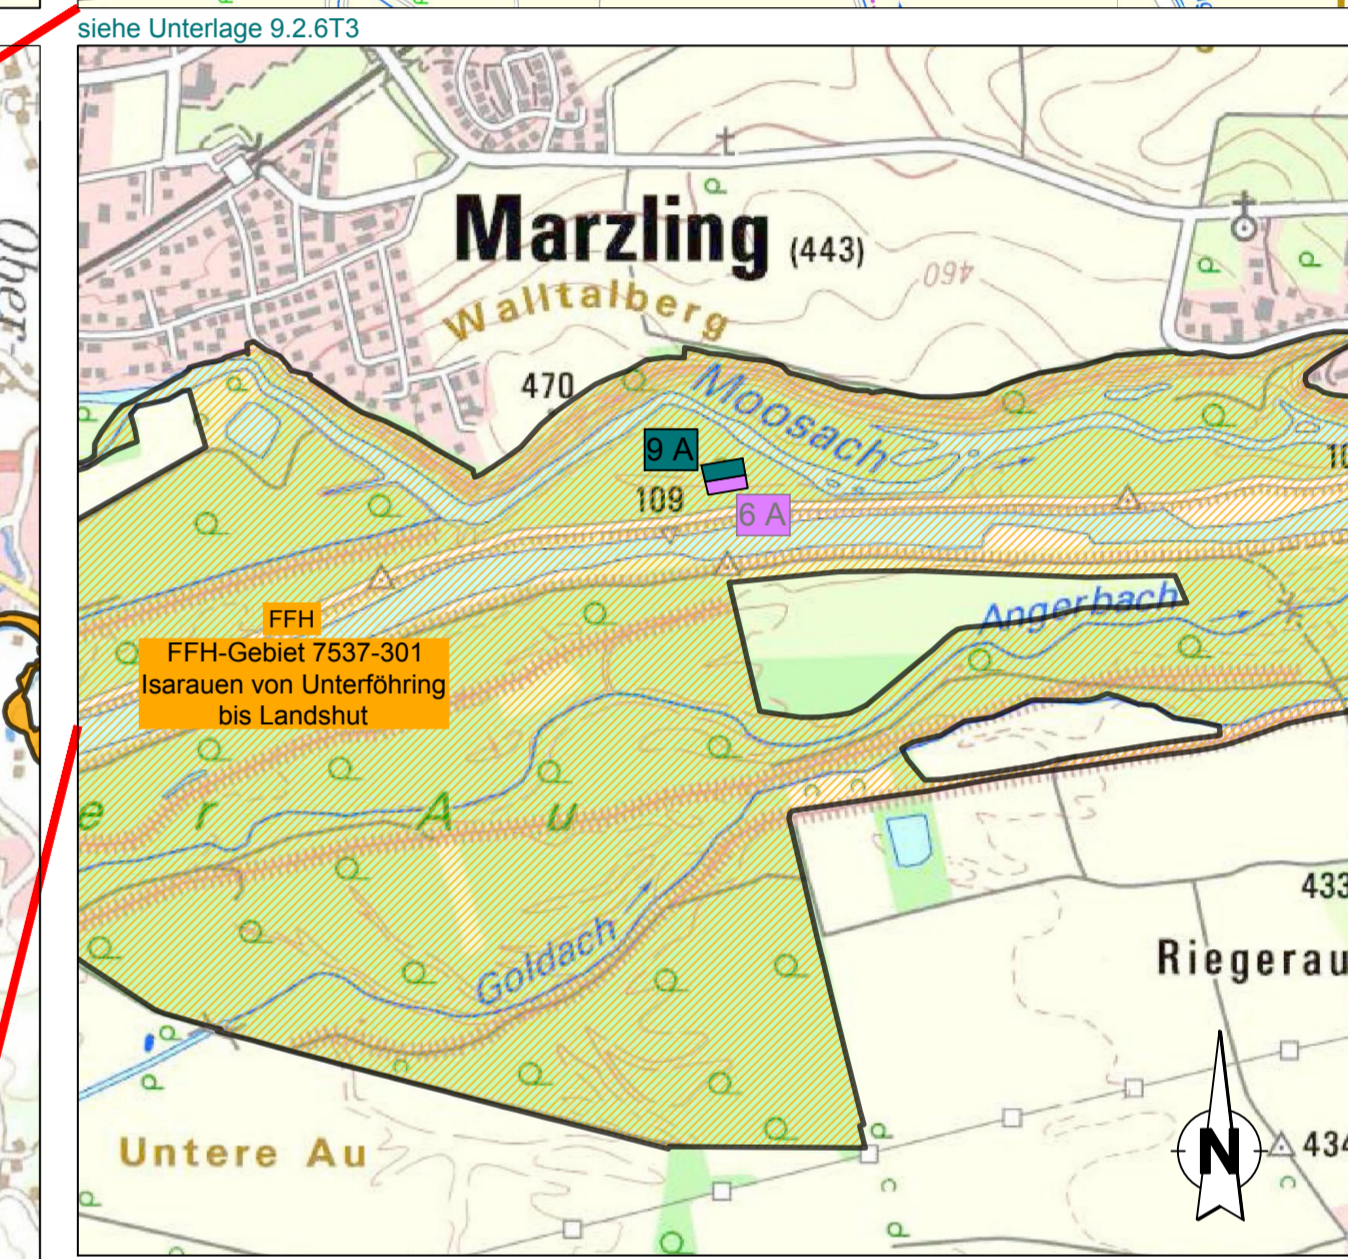 siehe Unterlage 9.2.6T3
Marzling (443)
Walltalberg
460
470
Moosach
9 A
109
6 A
Angerbach
FFH
FFH-Gebiet 7537-301
Isarauen von Unterföhring
bis Landshut
e r A u
433
Goldach
Riegerau
Untere Au
N
434
Ober-